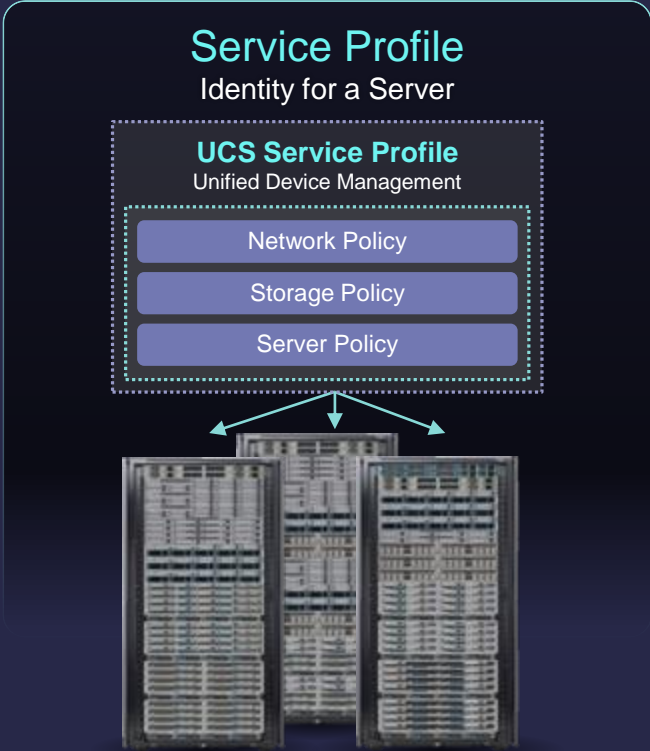 Service Profile
Identity for a Server
UCS Service Profile
Unified Device Management
Network Policy
Storage Policy
Server Policy